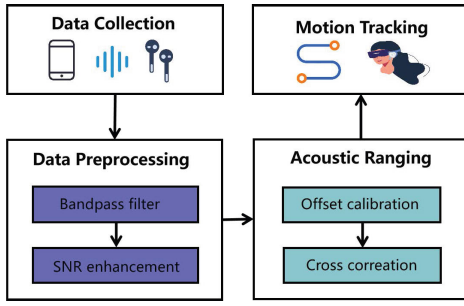 Data Collection
Motion Tracking
Data Preprocessing
Bandpass filter
SNR enhancement
Acoustic Ranging
Offset calibration
Cross correation